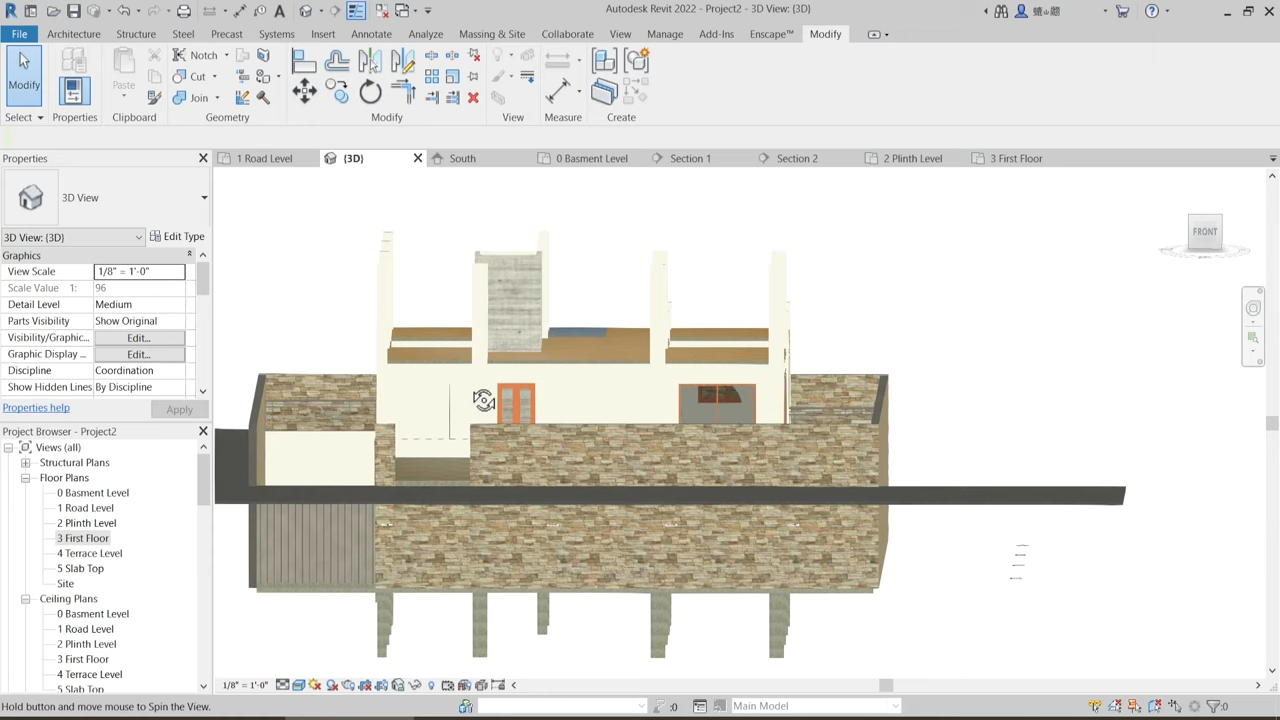 Autodesk Revit 2022 - Project2 - 3D View: {3D}
File Architecture Structure Steel Precast Systems Insert Annotate Analyze Massing & Site Collaborate View Manage Add-Ins Enscape™ Modify
Modify
Paste
Notch
Cut
Join
Select Properties Clipboard Geometry Modify View Measure Create
Properties
1 Road Level {3D} South 0 Basment Level Section 1 Section 2 2 Plinth Level 3 First Floor
3D View
3D View: {3D} Edit Type
Graphics
View Scale 1/8" = 1'-0"
Scale Value 1: 96
Detail Level Medium
Parts Visibility Show Original
Visibility/Graphic... Edit...
Graphic Display ... Edit...
Discipline Coordination
Show Hidden Lines By Discipline
Properties help Apply
Project Browser - Project2
Views (all)
Structural Plans
Floor Plans
0 Basment Level
1 Road Level
2 Plinth Level
3 First Floor
4 Terrace Level
5 Slab Top
Site
Ceiling Plans
0 Basment Level
1 Road Level
2 Plinth Level
3 First Floor
4 Terrace Level
5 Slab Top
FRONT
1/8" = 1'-0"
Hold button and move mouse to Spin the View. :0 Main Model :0